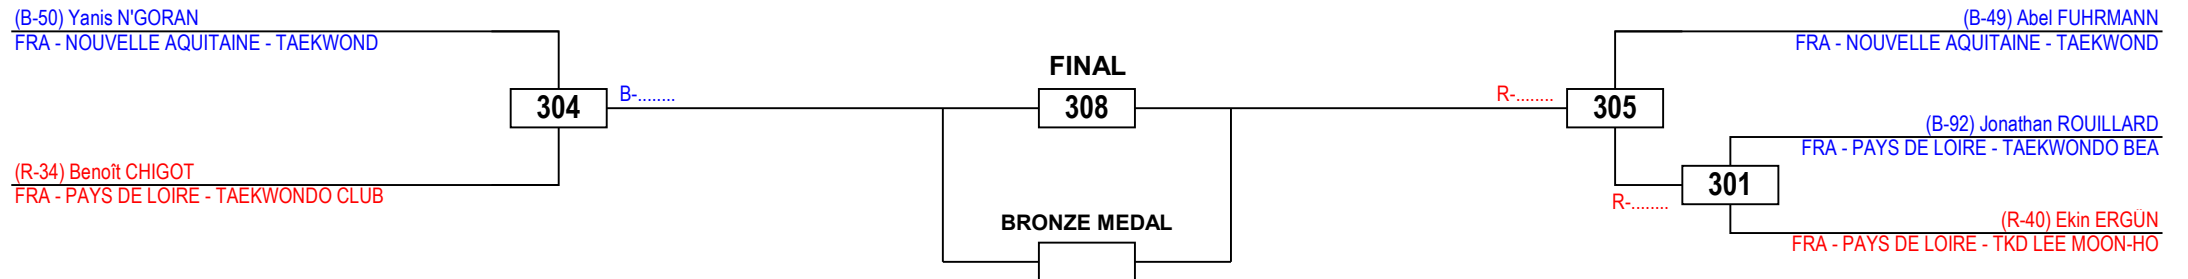 (B-50) Yanis N'GORAN
FRA - NOUVELLE AQUITAINE - TAEKWOND
304
B-........
(R-34) Benoît CHIGOT
FRA - PAYS DE LOIRE - TAEKWONDO CLUB
FINAL
308
BRONZE MEDAL
(B-49) Abel FUHRMANN
FRA - NOUVELLE AQUITAINE - TAEKWOND
R-........
305
(B-92) Jonathan ROUILLARD
FRA - PAYS DE LOIRE - TAEKWONDO BEA
301
R-........
(R-40) Ekin ERGÜN
FRA - PAYS DE LOIRE - TKD LEE MOON-HO